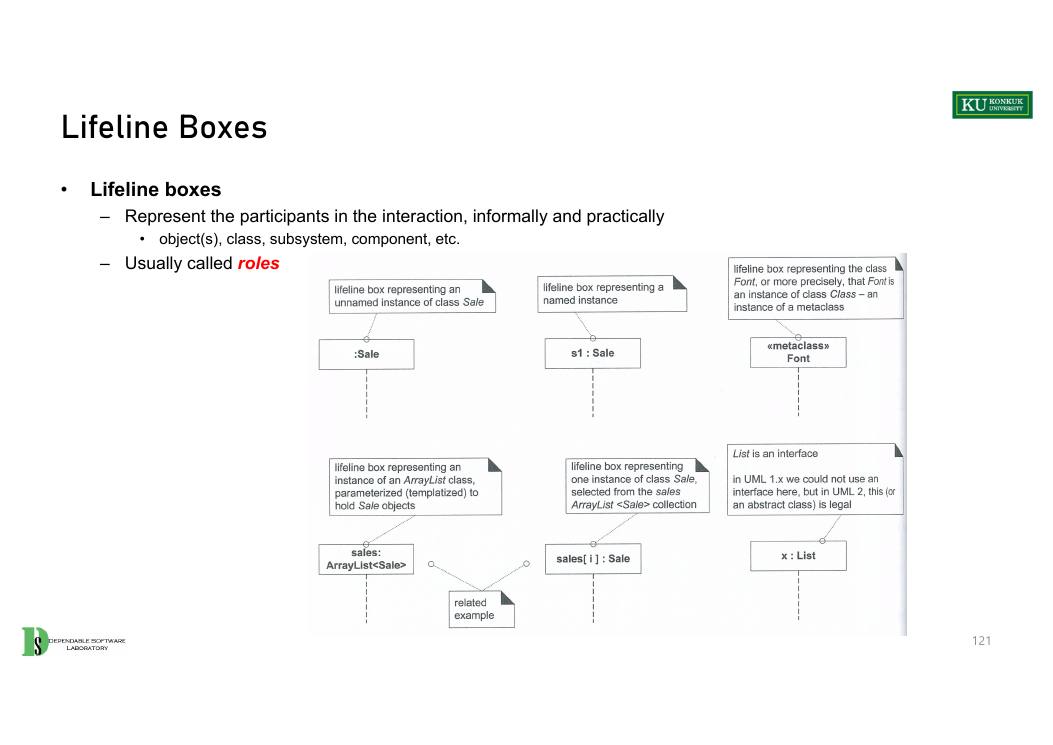 KU KONKUK
UNIVERSITY
Lifeline Boxes
• Lifeline boxes
– Represent the participants in the interaction, informally and practically
• object(s), class, subsystem, component, etc.
– Usually called roles
lifeline box representing an
unnamed instance of class Sale
:Sale
lifeline box representing a
named instance
s1 : Sale
lifeline box representing the class
Font, or more precisely, that Font is
an instance of class Class – an
instance of a metaclass
«metaclass»
Font
lifeline box representing an
instance of an ArrayList class,
parameterized (templatized) to
hold Sale objects
sales:
ArrayList<Sale>
lifeline box representing
one instance of class Sale,
selected from the sales
ArrayList <Sale> collection
sales[ i ] : Sale
related
example
List is an interface
in UML 1.x we could not use an
interface here, but in UML 2, this (or
an abstract class) is legal
x : List
DEPENDABLE SOFTWARE
LABORATORY
121